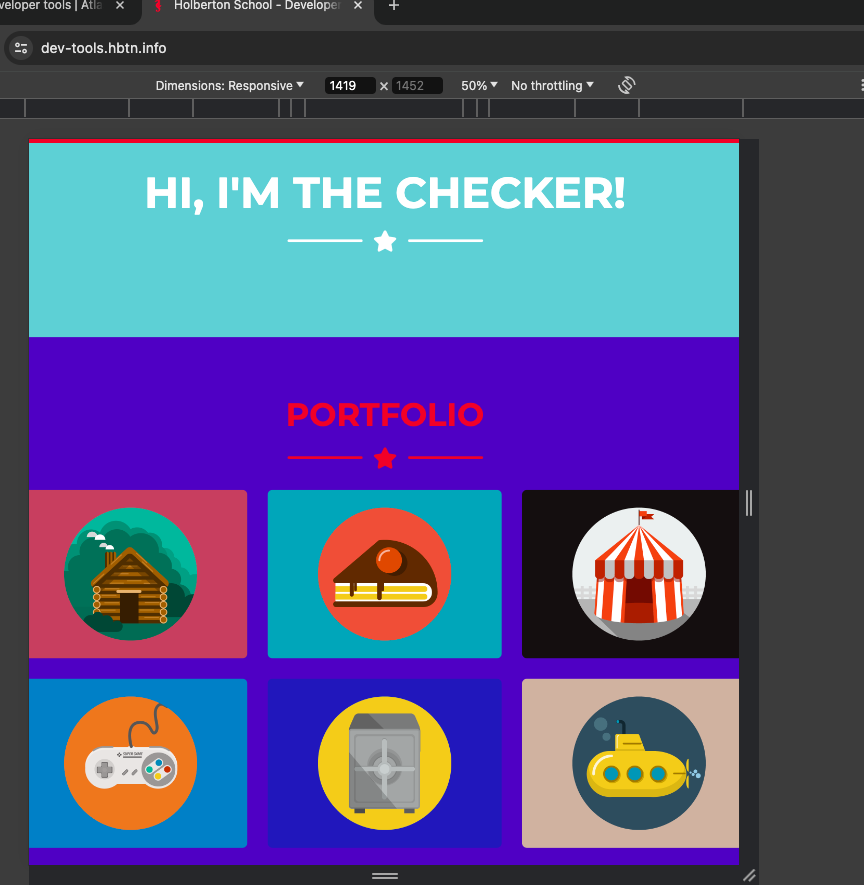 veloper tools | Atla
Holberton School - Developer
dev-tools.hbtn.info
Dimensions: Responsive
1419 × 1452
50%
No throttling
HI, I'M THE CHECKER!
PORTFOLIO